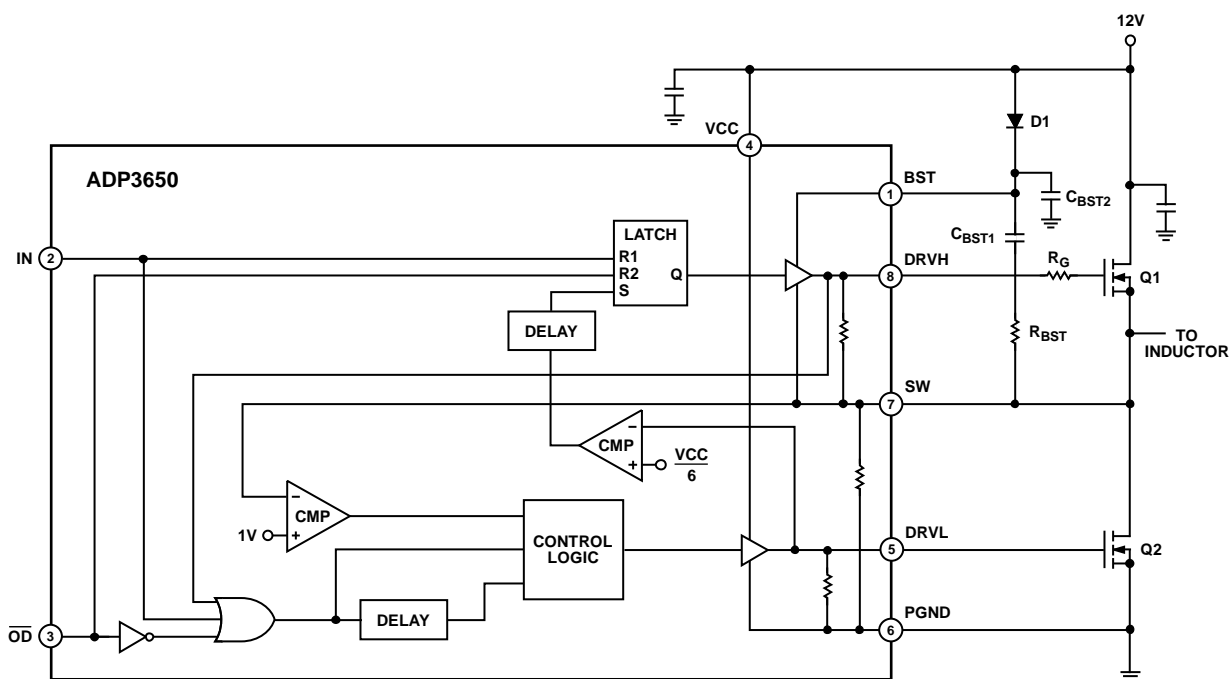 12V
VCC
4
D1
ADP3650
BST
1
CBST2
CBST1
LATCH
IN
2
R1
R2
Q
S
DRVH
8
RG
Q1
DELAY
RBST
TO
INDUCTOR
SW
7
−
CMP
+
VCC
6
−
CMP
1V
+
CONTROL
LOGIC
DRVL
5
Q2
DELAY
OD
3
PGND
6